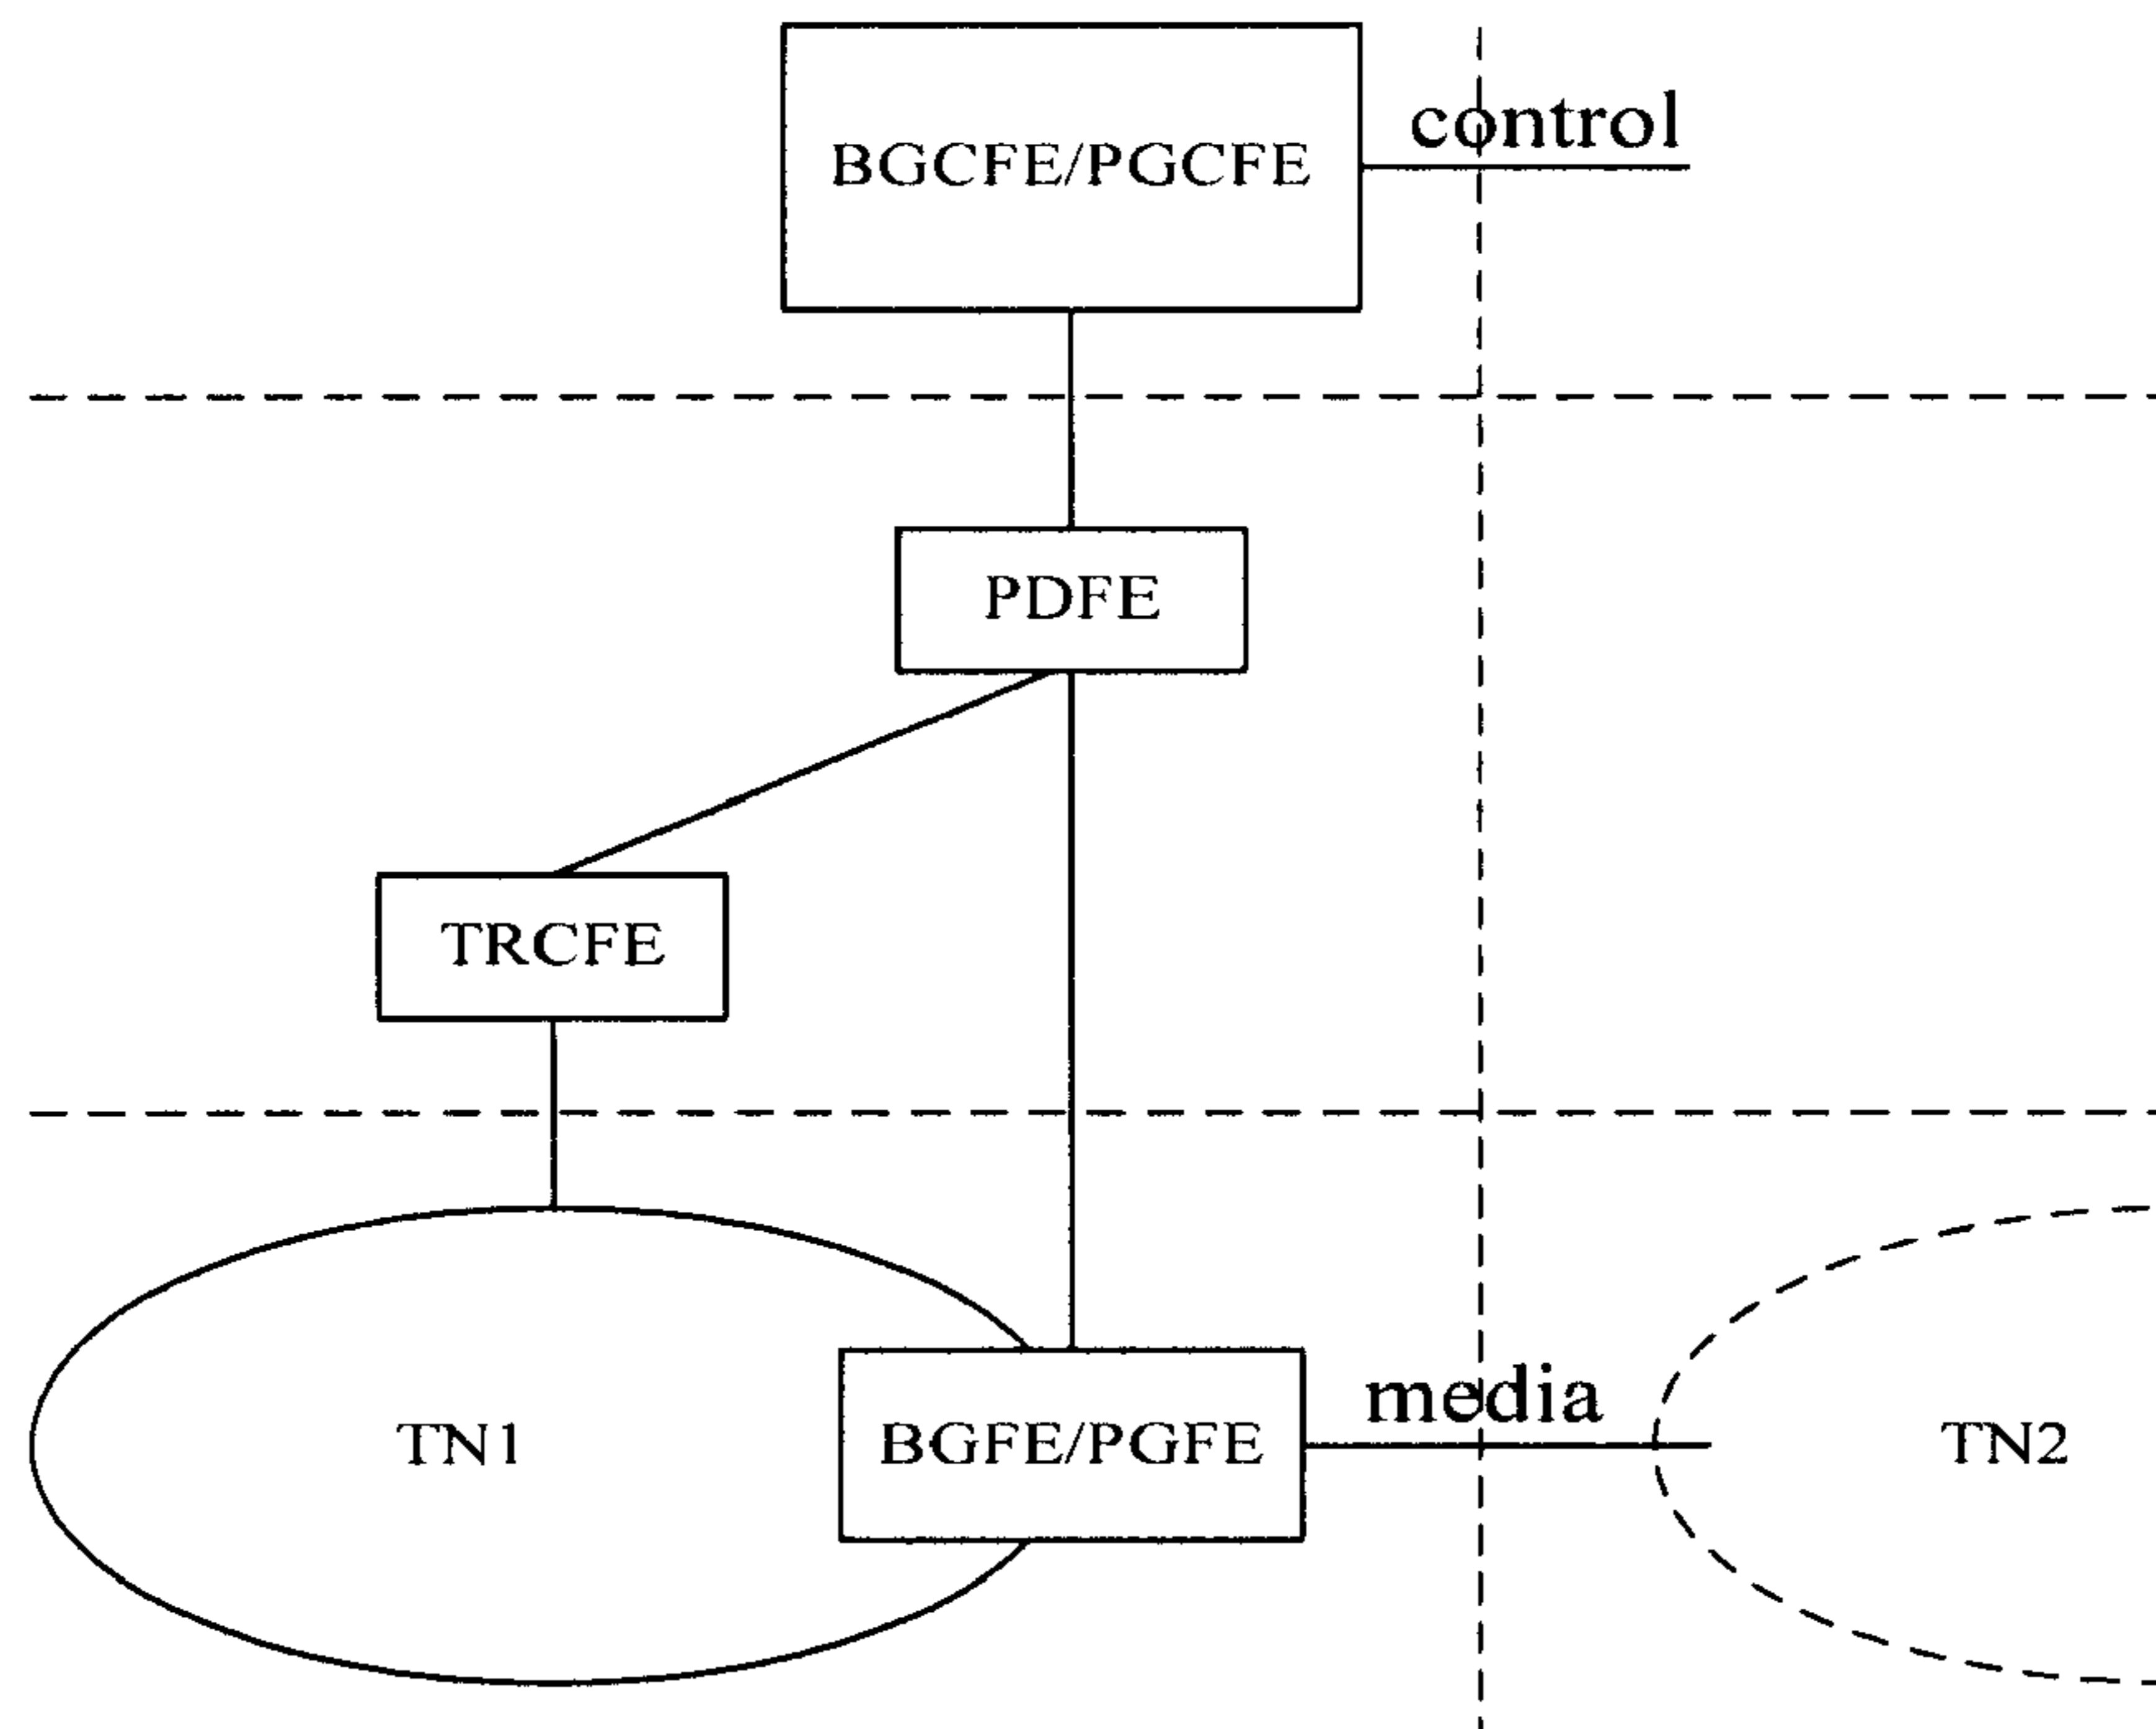 control
BGCFE/PGCFE
PDFE
TRCFE
media
TN1
BGFE/PGFE
TN2